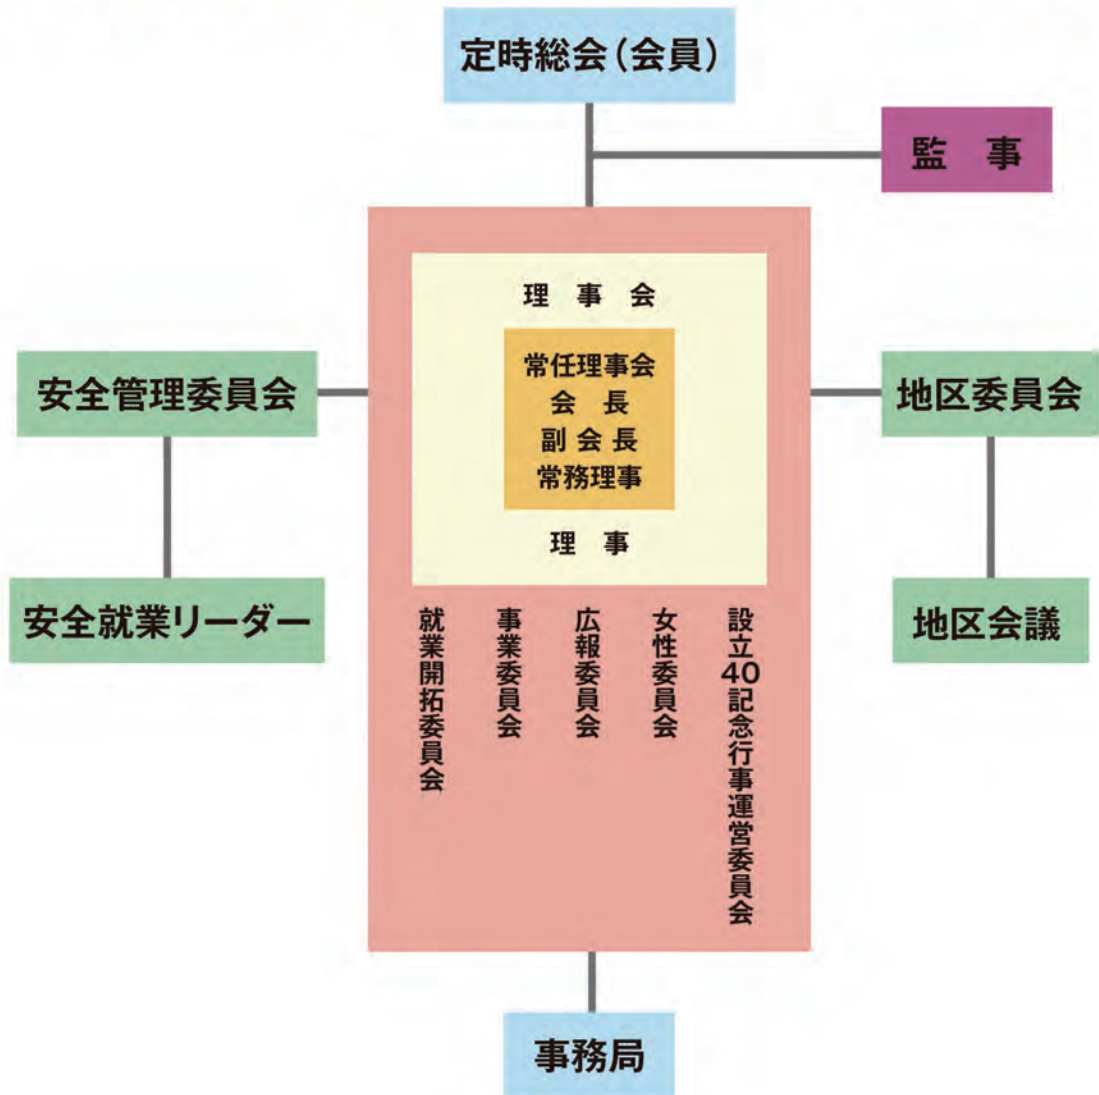 定時総会（会員）
監　事
理　事　会
常任理事会
会　長
副 会 長
常務理事
理　事
安全管理委員会
地区委員会
安全就業リーダー
地区会議
就業開拓委員会
事業委員会
広報委員会
女性委員会
設立40記念行事運営委員会
事務局